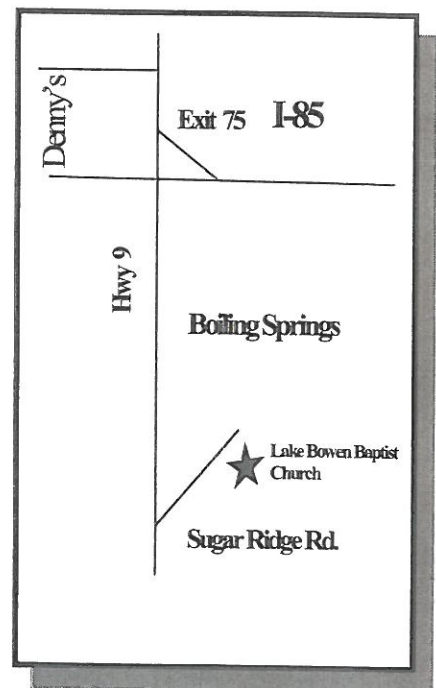 Denny's
Exit 75 I-85
Hwy 9
Boiling Springs
Lake Bowen Baptist
Church
Sugar Ridge Rd.